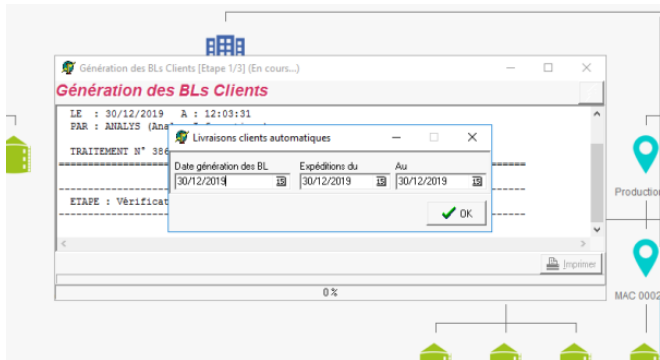 Génération des BLs Clients [Etape 1/3] (En cours...)
Génération des BLs Clients
LE : 30/12/2019 A : 12:03:31
PAR : ANALYS
TRAITEMENT N° 386
ETAPE :
Livraisons clients automatiques
Date génération des BL Expéditions du Au
30/12/2019 30/12/2019 30/12/2019
OK
Imprimer
0 %
Production
MAC 0002